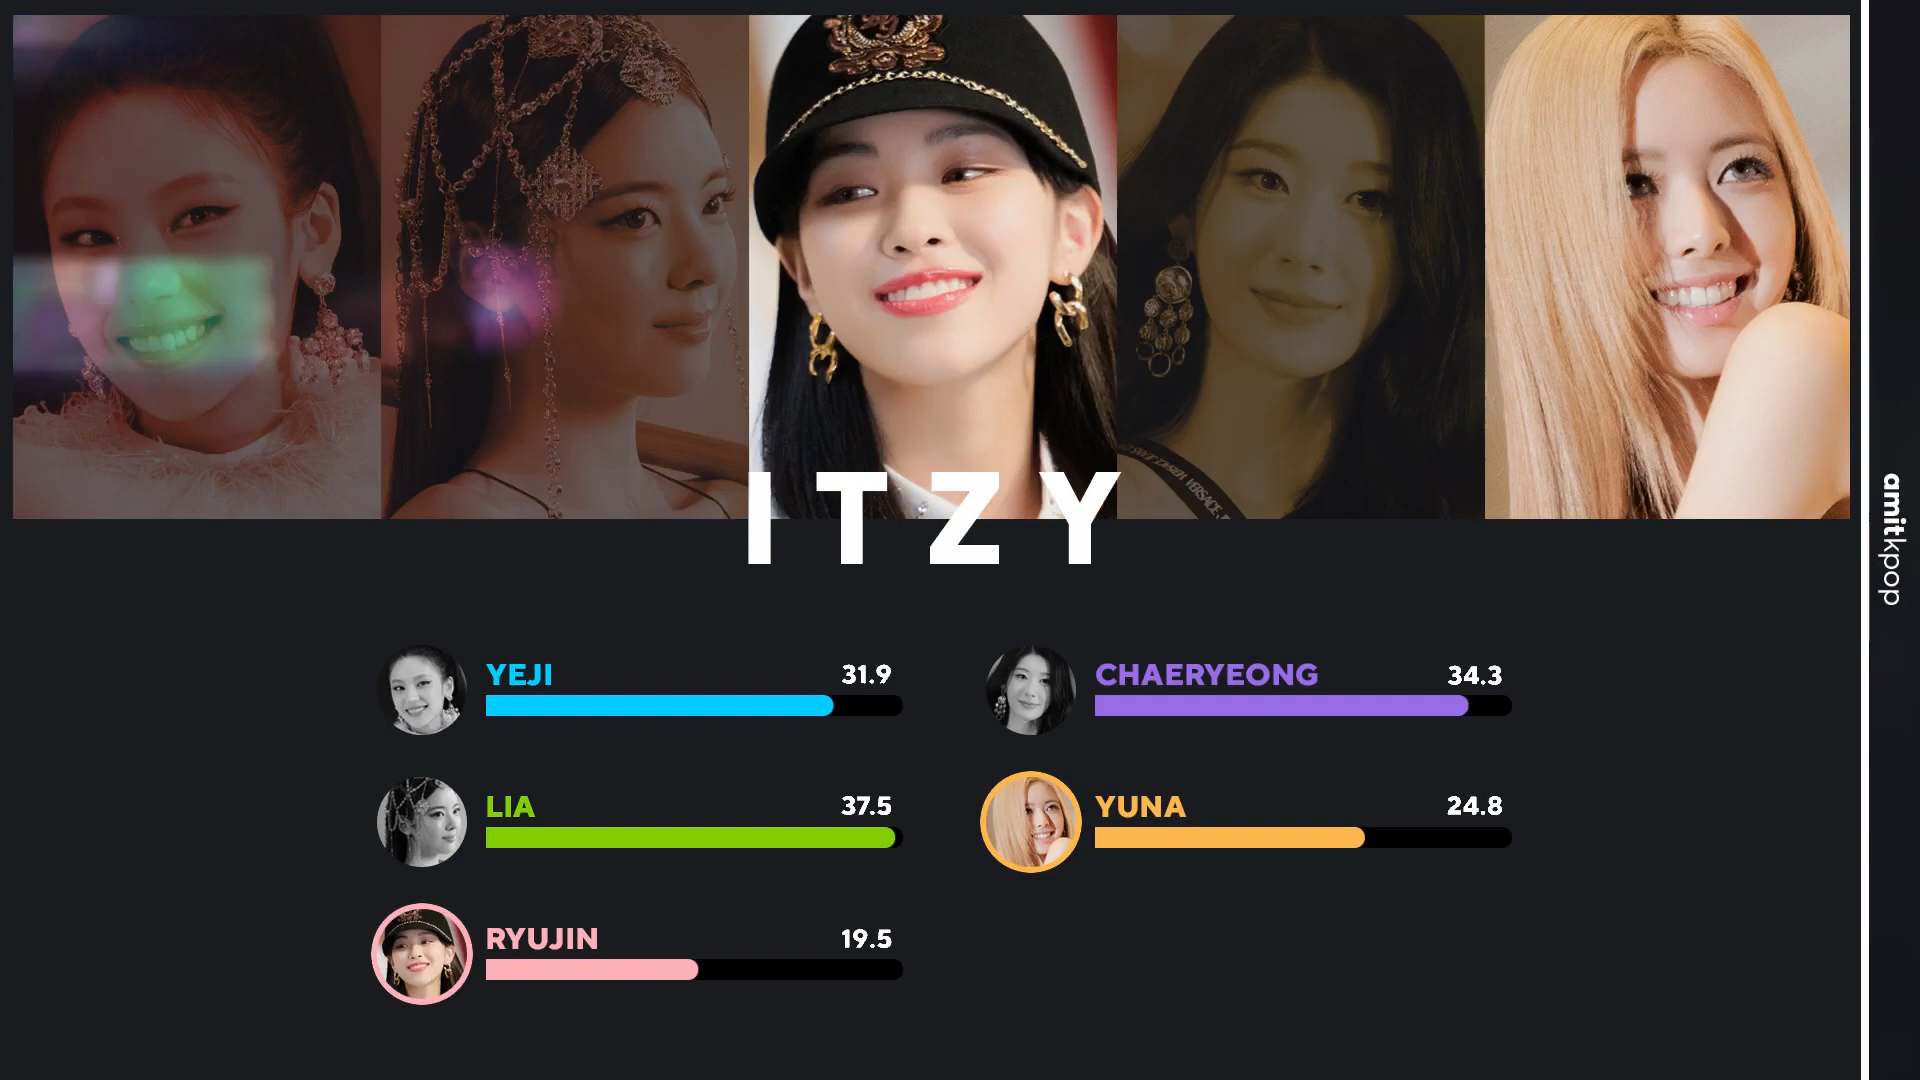 ITZY
YEJI 31.9
LIA 37.5
RYUJIN 19.5
CHAERYEONG 34.3
YUNA 24.8
amitkpop